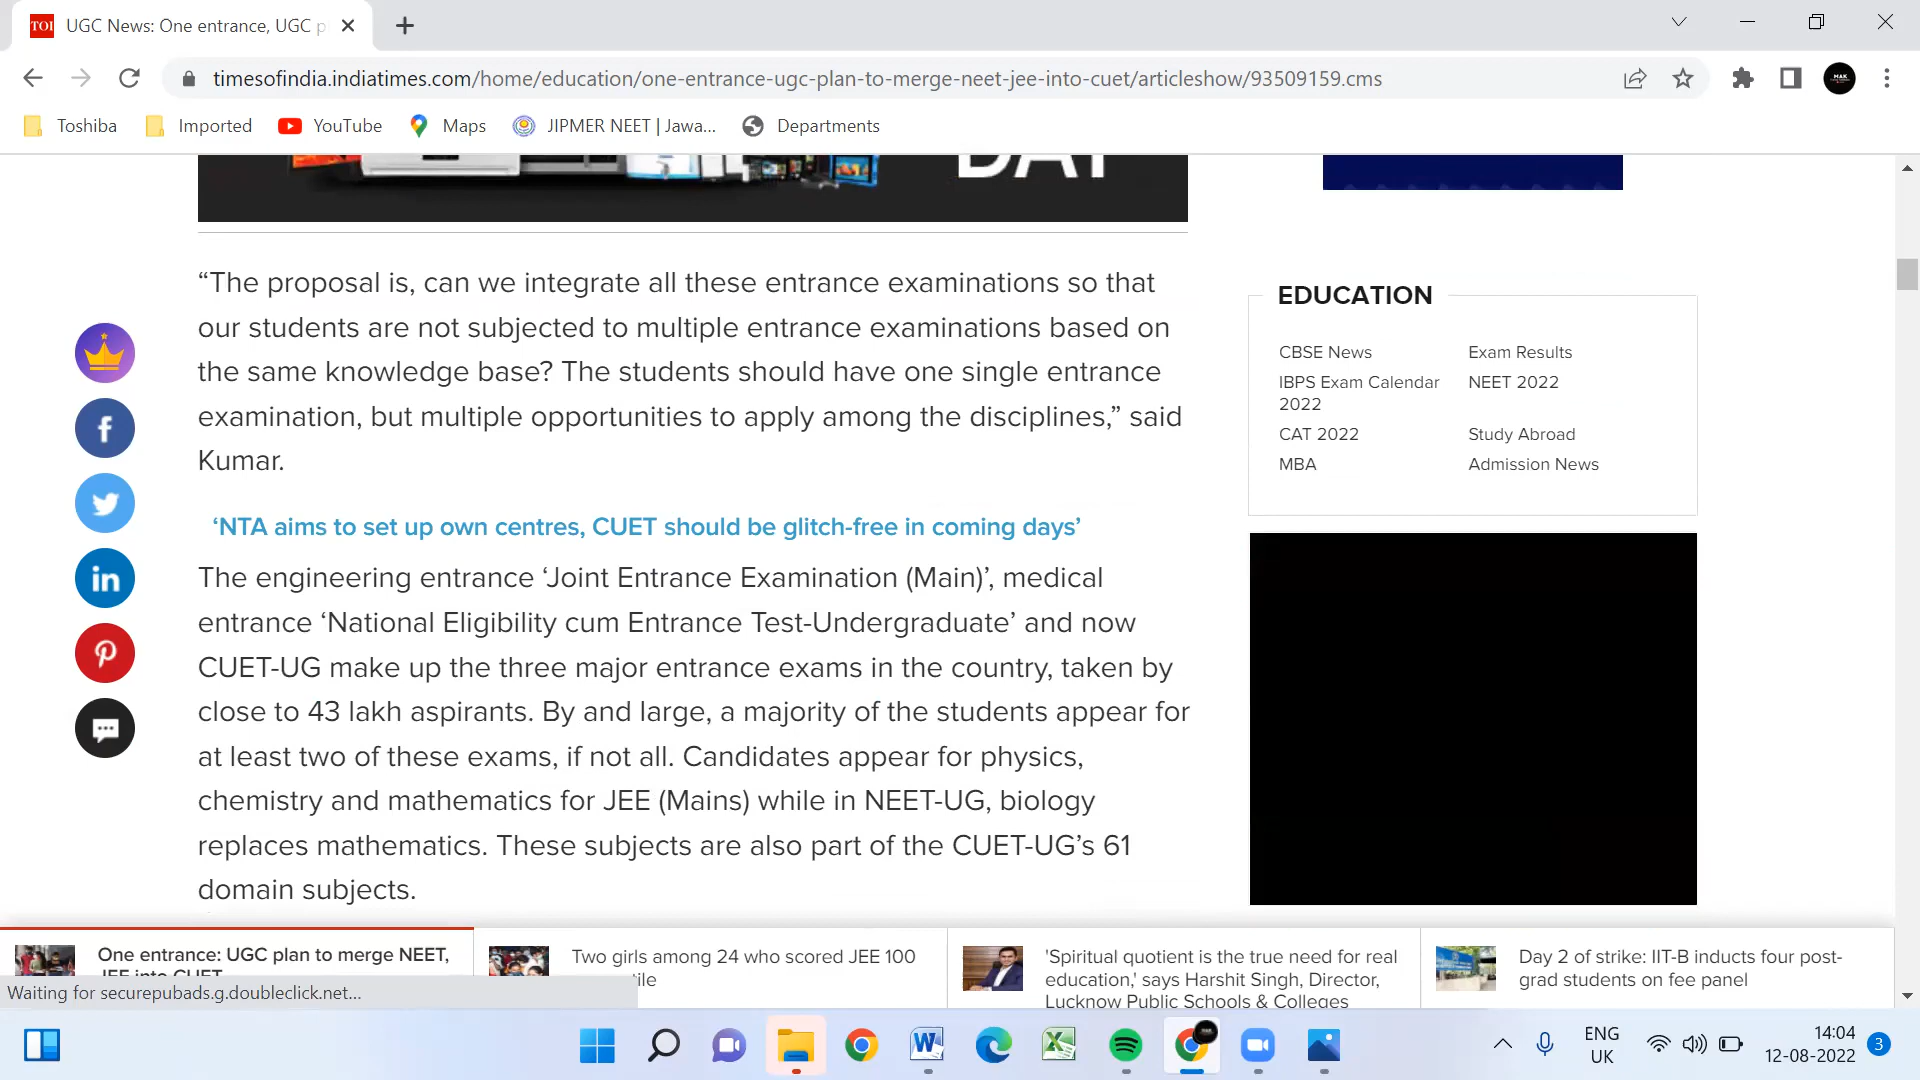 TOI UGC News: One entrance, UGC p
timesofindia.indiatimes.com/home/education/one-entrance-ugc-plan-to-merge-neet-jee-into-cuet/articleshow/93509159.cms
MAK
Toshiba Imported YouTube Maps JIPMER NEET | Jawa... Departments
DAY
“The proposal is, can we integrate all these entrance examinations so that
our students are not subjected to multiple entrance examinations based on
the same knowledge base? The students should have one single entrance
examination, but multiple opportunities to apply among the disciplines,” said
Kumar.
‘NTA aims to set up own centres, CUET should be glitch-free in coming days’
The engineering entrance ‘Joint Entrance Examination (Main)’, medical
entrance ‘National Eligibility cum Entrance Test-Undergraduate’ and now
CUET-UG make up the three major entrance exams in the country, taken by
close to 43 lakh aspirants. By and large, a majority of the students appear for
at least two of these exams, if not all. Candidates appear for physics,
chemistry and mathematics for JEE (Mains) while in NEET-UG, biology
replaces mathematics. These subjects are also part of the CUET-UG’s 61
domain subjects.
EDUCATION
CBSE News Exam Results
IBPS Exam Calendar NEET 2022
2022
CAT 2022 Study Abroad
MBA Admission News
One entrance: UGC plan to merge NEET,
JEE into CUET
Two girls among 24 who scored JEE 100
tile
'Spiritual quotient is the true need for real
education,' says Harshit Singh, Director,
Lucknow Public Schools & Colleges
Day 2 of strike: IIT-B inducts four post-
grad students on fee panel
Waiting for securepubads.g.doubleclick.net...
ENG
UK
14:04
12-08-2022
3